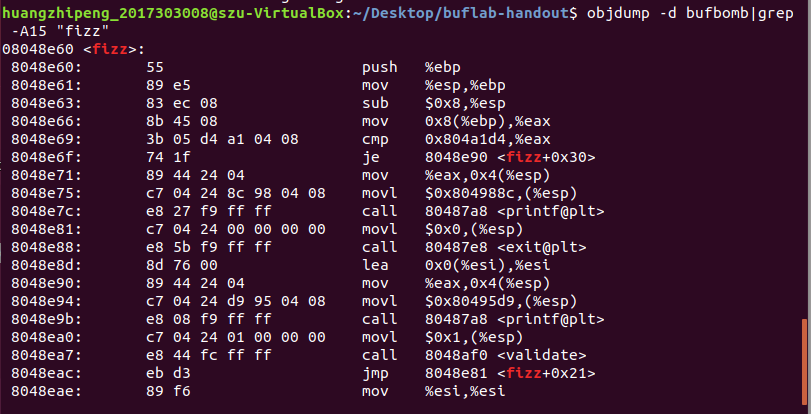 huangzhipeng_2017303008@szu-VirtualBox:~/Desktop/buflab-handout$ objdump -d bufbomb|grep
 -A15 "fizz"
08048e60 <fizz>:
 8048e60:	55	push   %ebp
 8048e61:	89 e5	mov    %esp,%ebp
 8048e63:	83 ec 08	sub    $0x8,%esp
 8048e66:	8b 45 08	mov    0x8(%ebp),%eax
 8048e69:	3b 05 d4 a1 04 08	cmp    0x804a1d4,%eax
 8048e6f:	74 1f	je     8048e90 <fizz+0x30>
 8048e71:	89 44 24 04	mov    %eax,0x4(%esp)
 8048e75:	c7 04 24 8c 98 04 08	movl   $0x804988c,(%esp)
 8048e7c:	e8 27 f9 ff ff	call   80487a8 <printf@plt>
 8048e81:	c7 04 24 00 00 00 00	movl   $0x0,(%esp)
 8048e88:	e8 5b f9 ff ff	call   80487e8 <exit@plt>
 8048e8d:	8d 76 00	lea    0x0(%esi),%esi
 8048e90:	89 44 24 04	mov    %eax,0x4(%esp)
 8048e94:	c7 04 24 d9 95 04 08	movl   $0x80495d9,(%esp)
 8048e9b:	e8 08 f9 ff ff	call   80487a8 <printf@plt>
 8048ea0:	c7 04 24 01 00 00 00	movl   $0x1,(%esp)
 8048ea7:	e8 44 fc ff ff	call   8048af0 <validate>
 8048eac:	eb d3	jmp    8048e81 <fizz+0x21>
 8048eae:	89 f6	mov    %esi,%esi